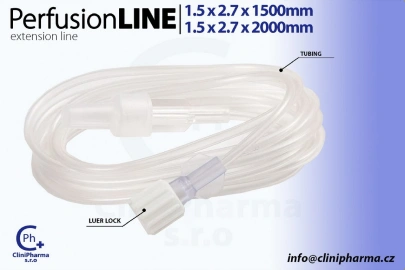 PerfusionLINE
extension line
1.5 x 2.7 x 1500mm
1.5 x 2.7 x 2000mm
TUBING
LUER LOCK
CliniPharma
s.r.o
Ph
CliniPharma
s.r.o
info@clinipharma.cz